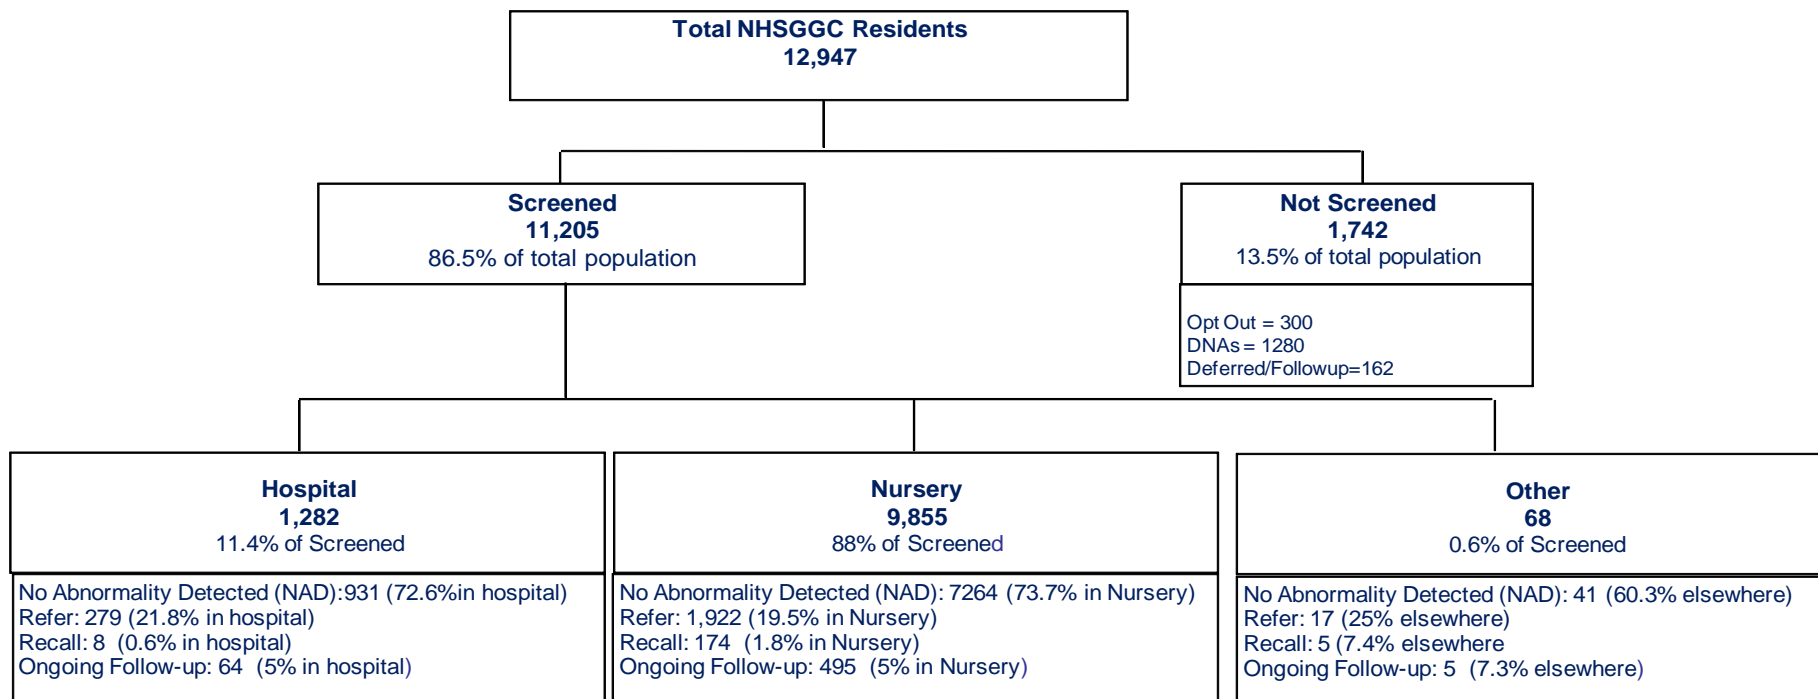 Total NHSGGC Residents
12,947
Screened
11,205
86.5% of total population
Not Screened
1,742
13.5% of total population
Opt Out = 300
DNAs = 1280
Deferred/Followup=162
Hospital
1,282
11.4% of Screened
No Abnormality Detected (NAD):931 (72.6%in hospital)
Refer: 279 (21.8% in hospital)
Recall: 8 (0.6% in hospital)
Ongoing Follow-up: 64 (5% in hospital)
Nursery
9,855
88% of Screened
No Abnormality Detected (NAD): 7264 (73.7% in Nursery)
Refer: 1,922 (19.5% in Nursery)
Recall: 174 (1.8% in Nursery)
Ongoing Follow-up: 495 (5% in Nursery)
Other
68
0.6% of Screened
No Abnormality Detected (NAD): 41 (60.3% elsewhere)
Refer: 17 (25% elsewhere)
Recall: 5 (7.4% elsewhere
Ongoing Follow-up: 5 (7.3% elsewhere)